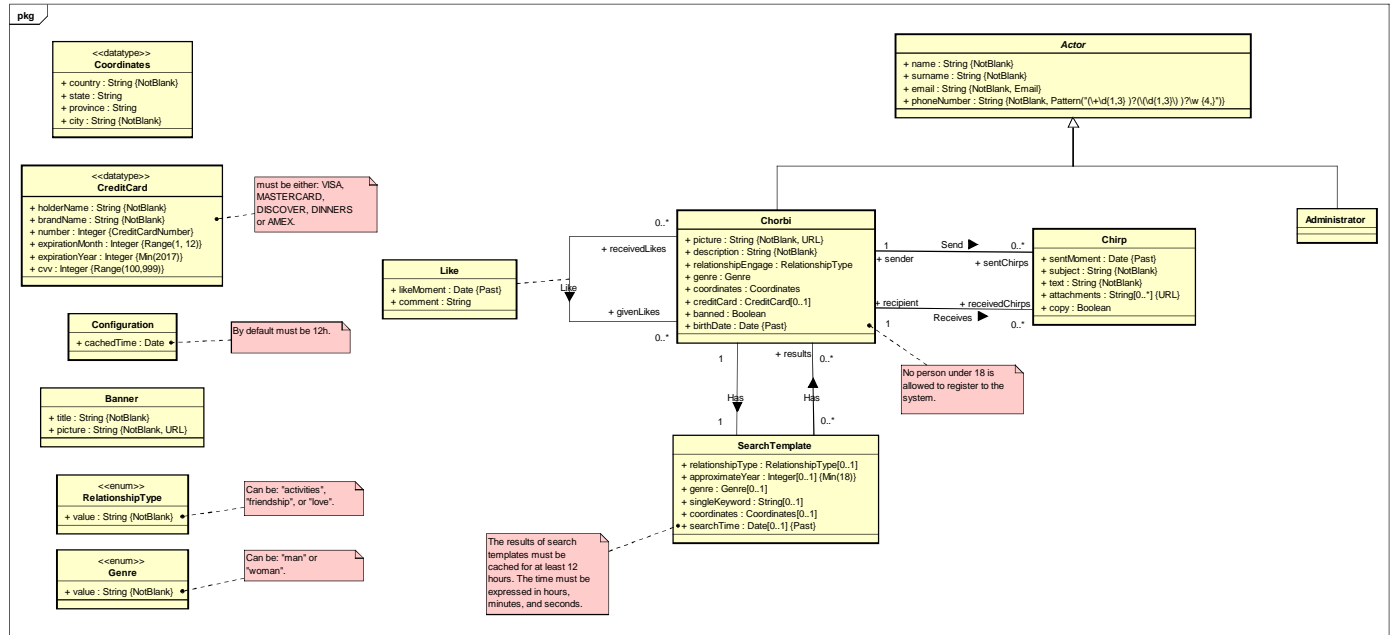 pkg
<<datatype>>
Coordinates
+ country : String {NotBlank}
+ state : String
+ province : String
+ city : String {NotBlank}
Actor
+ name : String {NotBlank}
+ surname : String {NotBlank}
+ email : String {NotBlank, Email}
+ phoneNumber : String {NotBlank, Pattern("(\+\d{1,3} )?(\(\d{1,3}\) )?\w {4,}")}
<<datatype>>
CreditCard
+ holderName : String {NotBlank}
+ brandName : String {NotBlank}
+ number : Integer {CreditCardNumber}
+ expirationMonth : Integer {Range(1, 12)}
+ expirationYear : Integer {Min(2017)}
+ cvv : Integer {Range(100,999)}
must be either: VISA,
MASTERCARD,
DISCOVER, DINNERS
or AMEX.
Like
+ likeMoment : Date {Past}
+ comment : String
0..*
+ receivedLikes
Like
+ givenLikes
0..*
Chorbi
+ picture : String {NotBlank, URL}
+ description : String {NotBlank}
+ relationshipEngage : RelationshipType
+ genre : Genre
+ coordinates : Coordinates
+ creditCard : CreditCard[0..1]
+ banned : Boolean
+ birthDate : Date {Past}
1
Send
0..*
+ sender
+ sentChirps
+ recipient
+ receivedChirps
1
Receives
0..*
Chirp
+ sentMoment : Date {Past}
+ subject : String {NotBlank}
+ text : String {NotBlank}
+ attachments : String[0..*] {URL}
+ copy : Boolean
Administrator
Configuration
+ cachedTime : Date
By default must be 12h.
No person under 18 is
allowed to register to the
system.
1
+ results
0..*
Has
Has
1
0..*
Banner
+ title : String {NotBlank}
+ picture : String {NotBlank, URL}
SearchTemplate
+ relationshipType : RelationshipType[0..1]
+ approximateYear : Integer[0..1] {Min(18)}
+ genre : Genre[0..1]
+ singleKeyword : String[0..1]
+ coordinates : Coordinates[0..1]
+ searchTime : Date[0..1] {Past}
<<enum>>
RelationshipType
+ value : String {NotBlank}
Can be: "activities",
"friendship", or "love".
The results of search
templates must be
cached for at least 12
hours. The time must be
expressed in hours,
minutes, and seconds.
<<enum>>
Genre
+ value : String {NotBlank}
Can be: "man" or
"woman".